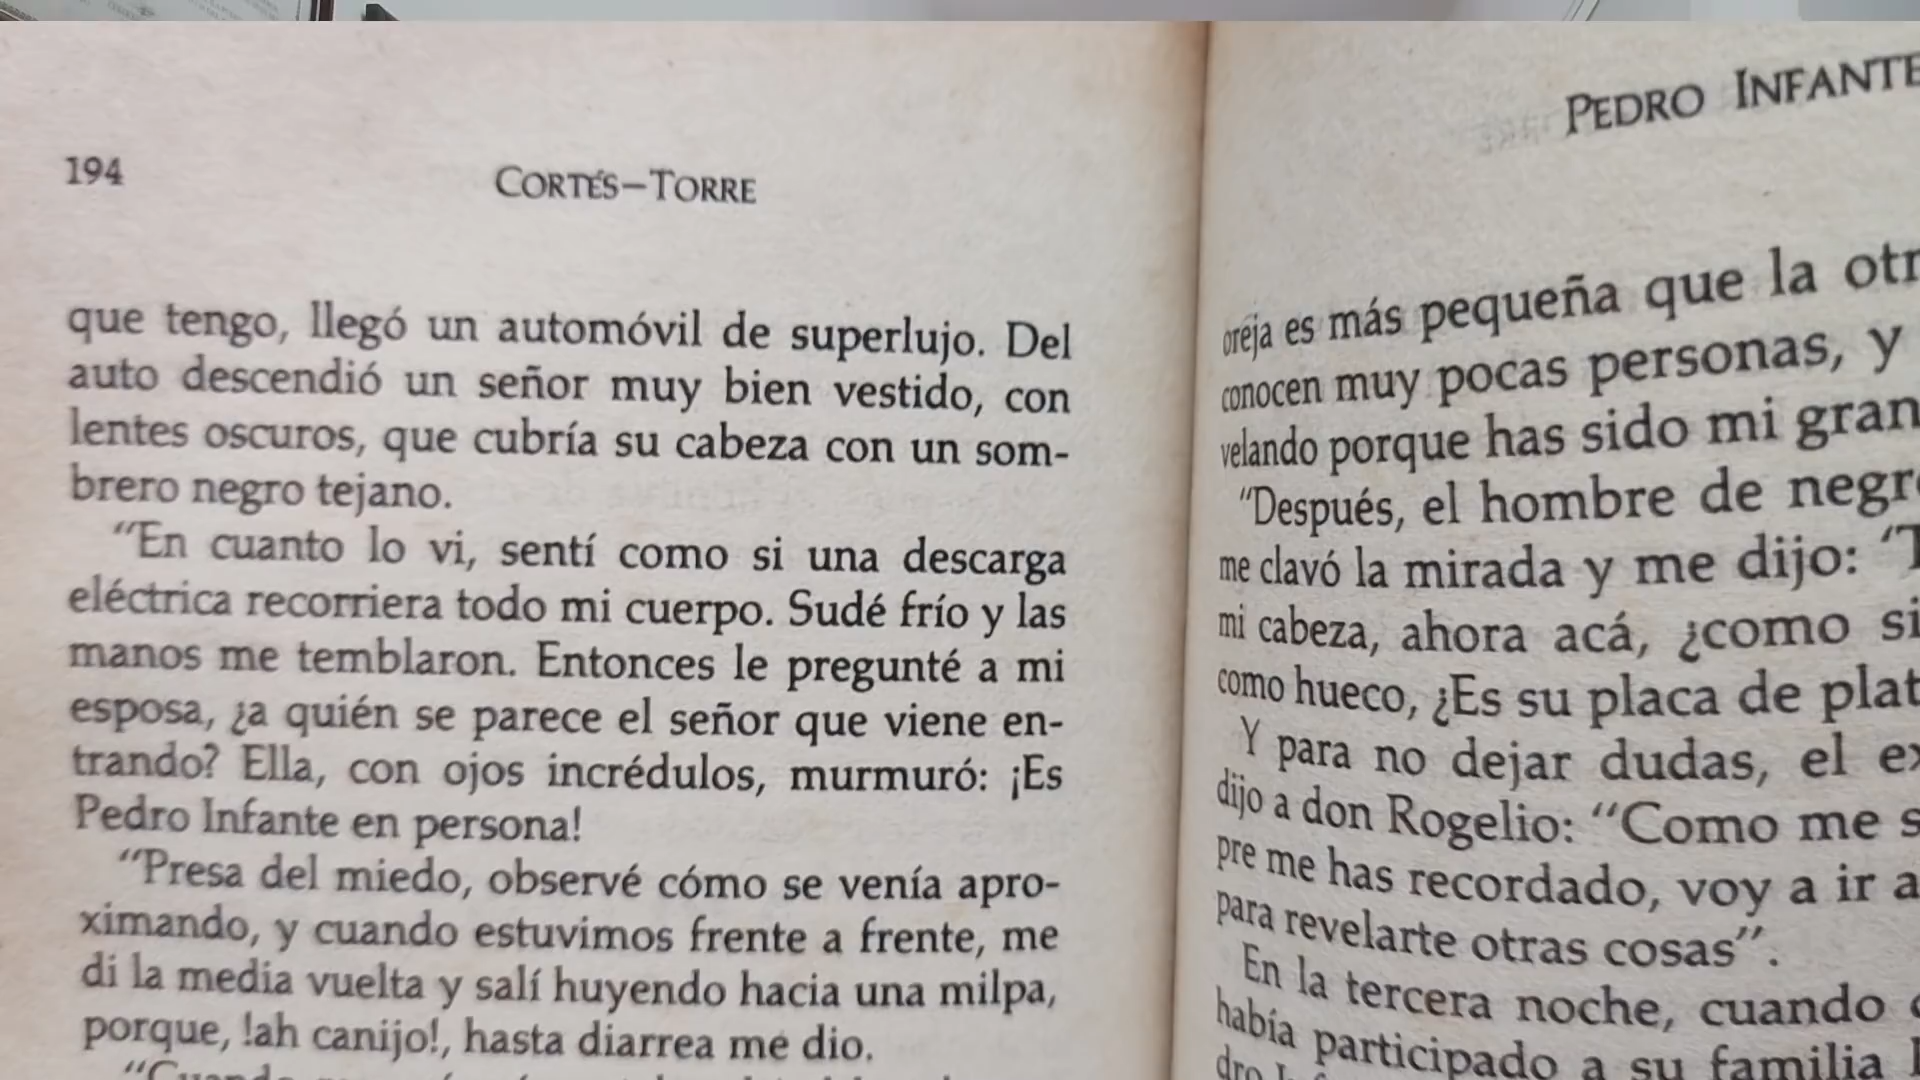 194
CORTÉS–TORRE
que tengo, llegó un automóvil de superlujo. Del
auto descendió un señor muy bien vestido, con
lentes oscuros, que cubría su cabeza con un som-
brero negro tejano.
“En cuanto lo vi, sentí como si una descarga
eléctrica recorriera todo mi cuerpo. Sudé frío y las
manos me temblaron. Entonces le pregunté a mi
esposa, ¿a quién se parece el señor que viene en-
trando? Ella, con ojos incrédulos, murmuró: ¡Es
Pedro Infante en persona!
“Presa del miedo, observé cómo se venía apro-
ximando, y cuando estuvimos frente a frente, me
di la media vuelta y salí huyendo hacia una milpa,
porque, !ah canijo!, hasta diarrea me dio.
PEDRO INFANTE
oreja es más pequeña que la otr
conocen muy pocas personas, y
velando porque has sido mi gran
“Después, el hombre de negro
me clavó la mirada y me dijo: ‘T
mi cabeza, ahora acá, ¿como si
como hueco, ¿Es su placa de plat
Y para no dejar dudas, el ex
dijo a don Rogelio: “Como me s
pre me has recordado, voy a ir a
para revelarte otras cosas”.
En la tercera noche, cuando
había participado a su familia